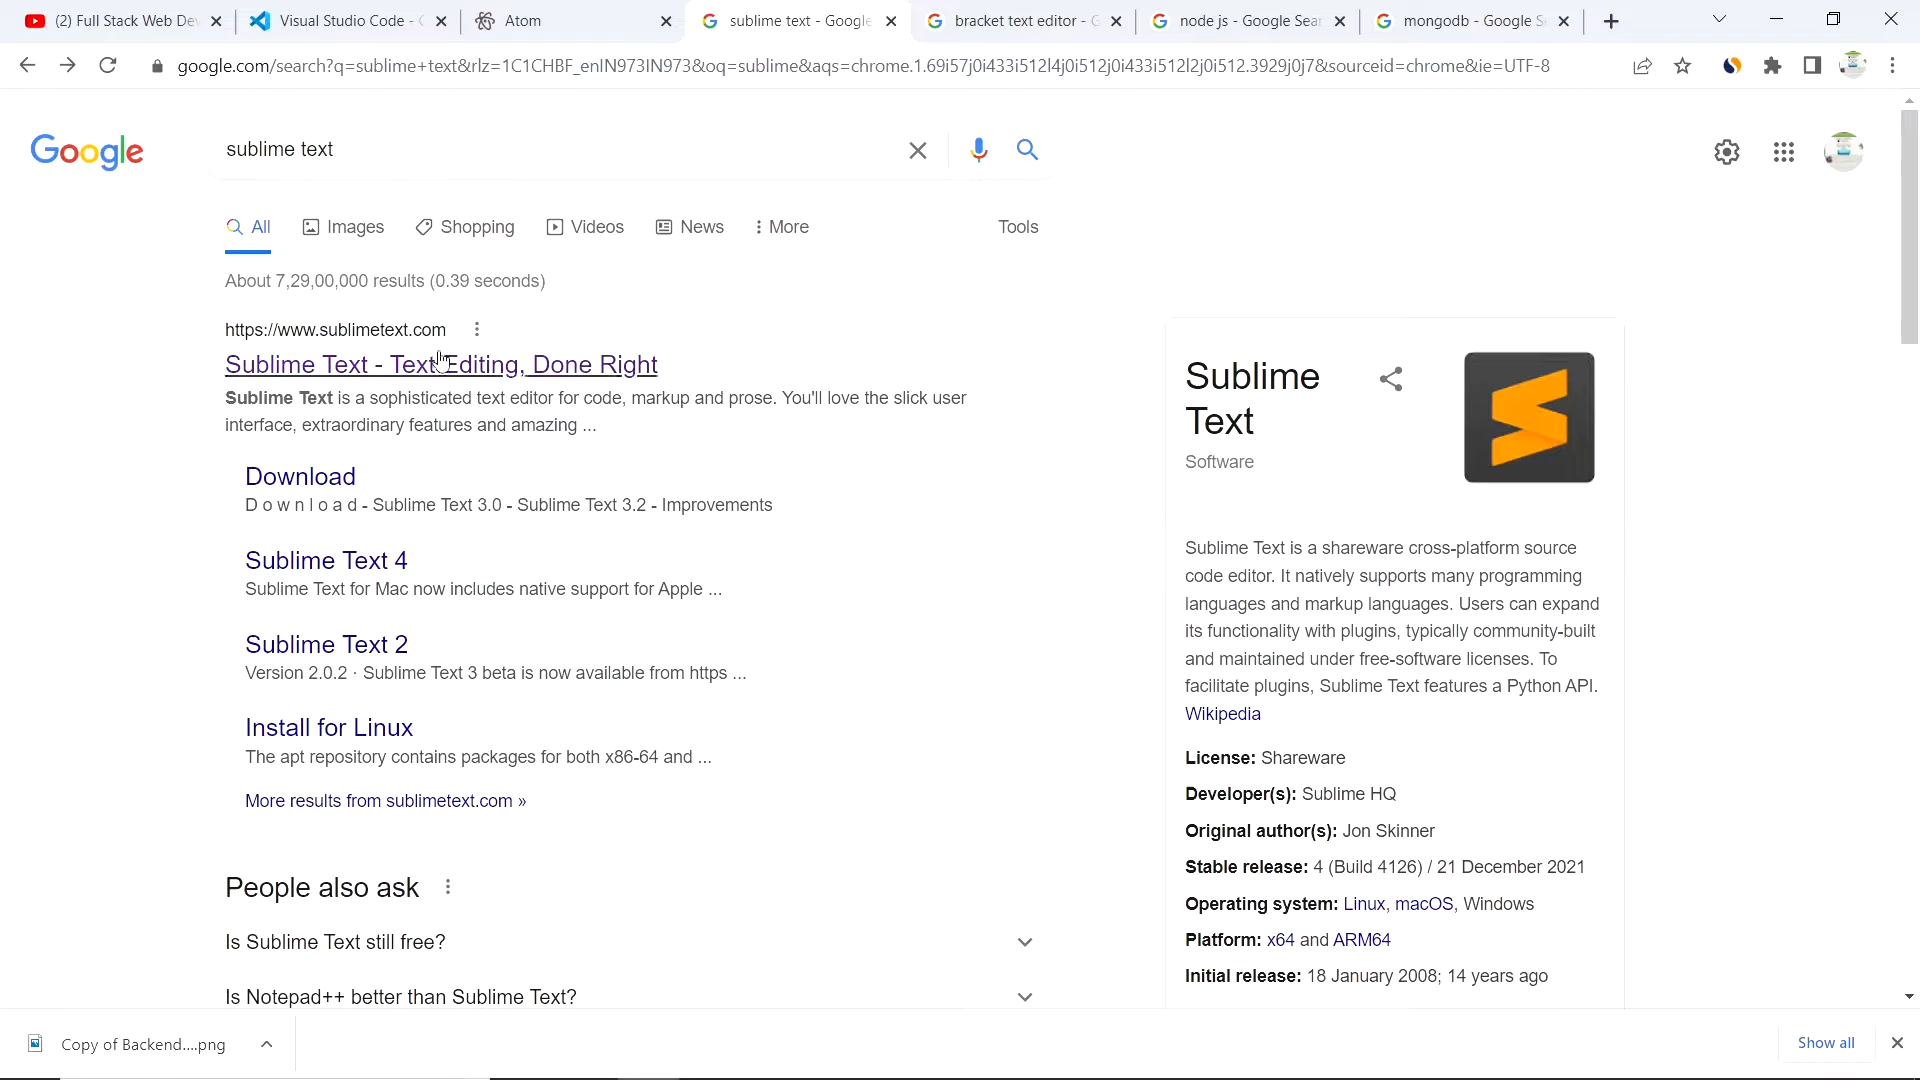 (2) Full Stack Web De
Visual Studio Code -
Atom
sublime text - Google
bracket text editor - G
node js - Google Sea
mongodb - Google S
google.com/search?q=sublime+text&rlz=1C1CHBF_enIN973IN973&oq=sublime&aqs=chrome.1.69i57j0i433i512l4j0i512j0i433i512l2j0i512.3929j0j7&sourceid=chrome&ie=UTF-8
Google
sublime text
All
Images
Shopping
Videos
News
More
Tools
About 7,29,00,000 results (0.39 seconds)
https://www.sublimetext.com
Sublime Text - Text Editing, Done Right
Sublime Text is a sophisticated text editor for code, markup and prose. You'll love the slick user
interface, extraordinary features and amazing ...
Download
D o w n l o a d - Sublime Text 3.0 - Sublime Text 3.2 - Improvements
Sublime Text 4
Sublime Text for Mac now includes native support for Apple ...
Sublime Text 2
Version 2.0.2 · Sublime Text 3 beta is now available from https ...
Install for Linux
The apt repository contains packages for both x86-64 and ...
More results from sublimetext.com »
People also ask
Is Sublime Text still free?
Is Notepad++ better than Sublime Text?
Sublime
Text
Software
Sublime Text is a shareware cross-platform source
code editor. It natively supports many programming
languages and markup languages. Users can expand
its functionality with plugins, typically community-built
and maintained under free-software licenses. To
facilitate plugins, Sublime Text features a Python API.
Wikipedia
License: Shareware
Developer(s): Sublime HQ
Original author(s): Jon Skinner
Stable release: 4 (Build 4126) / 21 December 2021
Operating system: Linux, macOS, Windows
Platform: x64 and ARM64
Initial release: 18 January 2008; 14 years ago
Copy of Backend....png
Show all